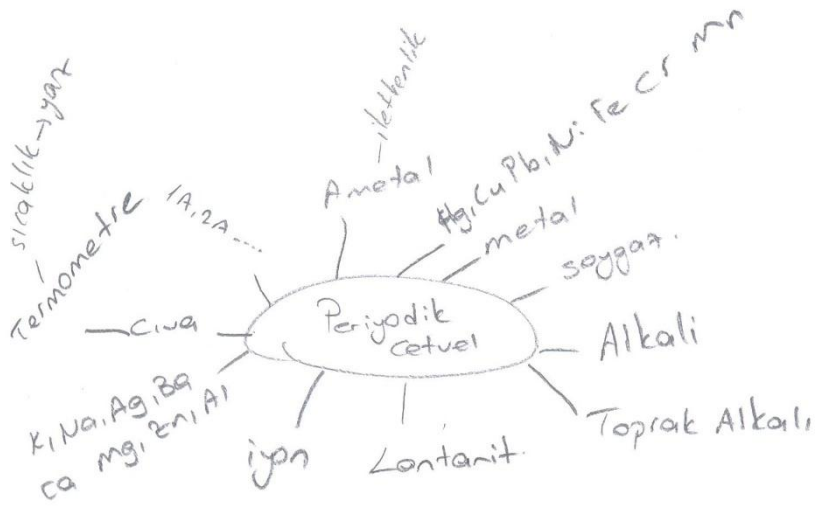 sıcaklık→yaz
Termometre
1A, 2A ....
Ametal
-iletkenlik
Hg, Cu Pb, Ni Fe Cr Mn
metal
soygaz.
Periyodik
cetvel
Civa
Alkali
K, Na, Ag, Ba
ca mg, zn, Al
iyon
Lantanit
Toprak Alkali